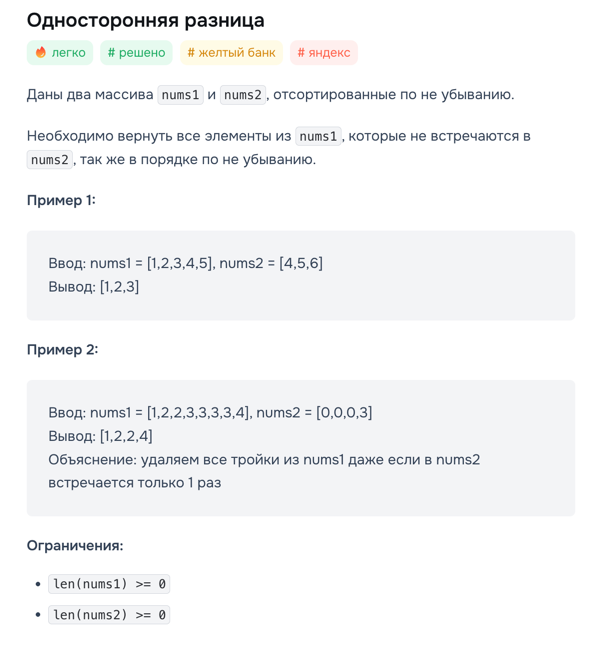 Односторонняя разница
🔥 легко # решено # желтый банк # яндекс
Даны два массива nums1 и nums2, отсортированные по не убыванию.
Необходимо вернуть все элементы из nums1, которые не встречаются в
nums2, так же в порядке по не убыванию.
Пример 1:
Ввод: nums1 = [1,2,3,4,5], nums2 = [4,5,6]
Вывод: [1,2,3]
Пример 2:
Ввод: nums1 = [1,2,2,3,3,3,3,4], nums2 = [0,0,0,3]
Вывод: [1,2,2,4]
Объяснение: удаляем все тройки из nums1 даже если в nums2
встречается только 1 раз
Ограничения:
• len(nums1) >= 0
• len(nums2) >= 0